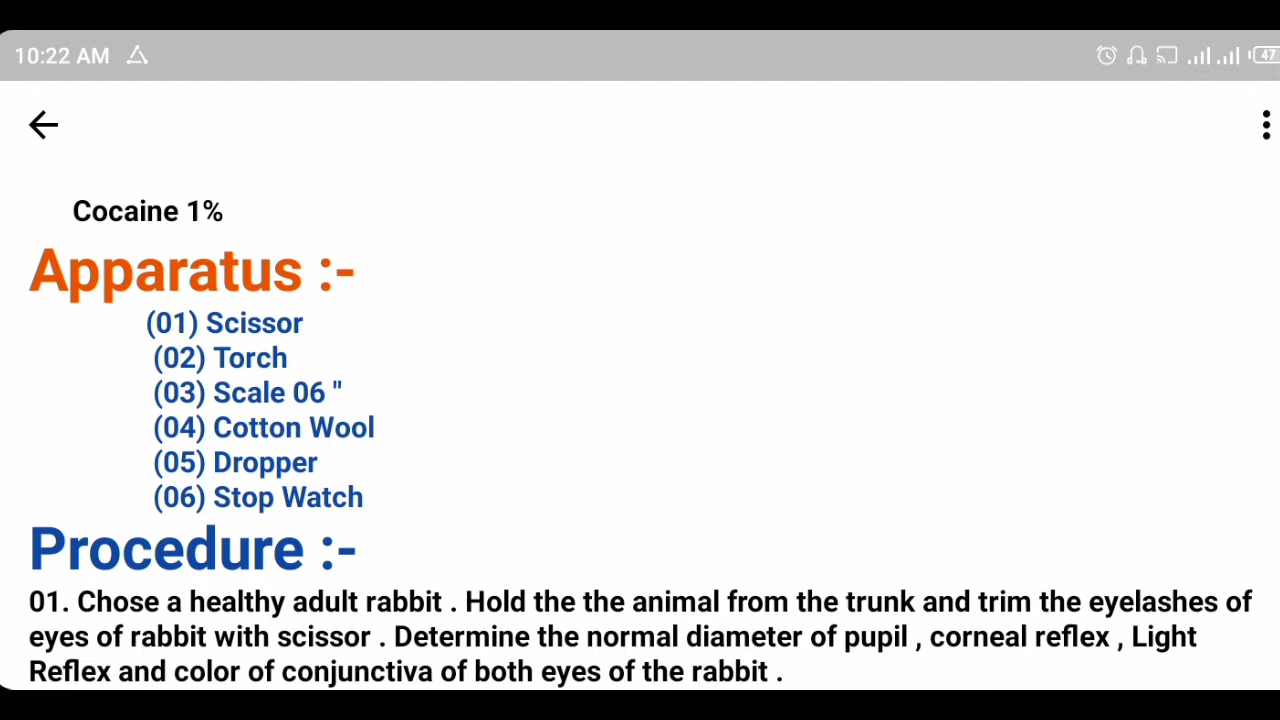 10:22 AM
47
Cocaine 1%
Apparatus :-
(01) Scissor
(02) Torch
(03) Scale 06 "
(04) Cotton Wool
(05) Dropper
(06) Stop Watch
Procedure :-
01. Chose a healthy adult rabbit . Hold the the animal from the trunk and trim the eyelashes of
eyes of rabbit with scissor . Determine the normal diameter of pupil , corneal reflex , Light
Reflex and color of conjunctiva of both eyes of the rabbit .